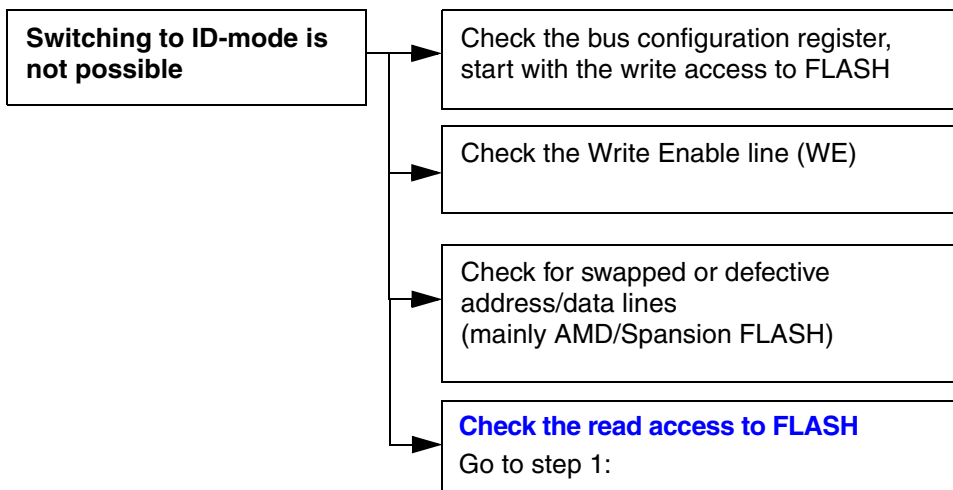 Switching to ID-mode is
not possible
Check the bus configuration register,
start with the write access to FLASH
Check the Write Enable line (WE)
Check for swapped or defective
address/data lines
(mainly AMD/Spansion FLASH)
Check the read access to FLASH
Go to step 1: